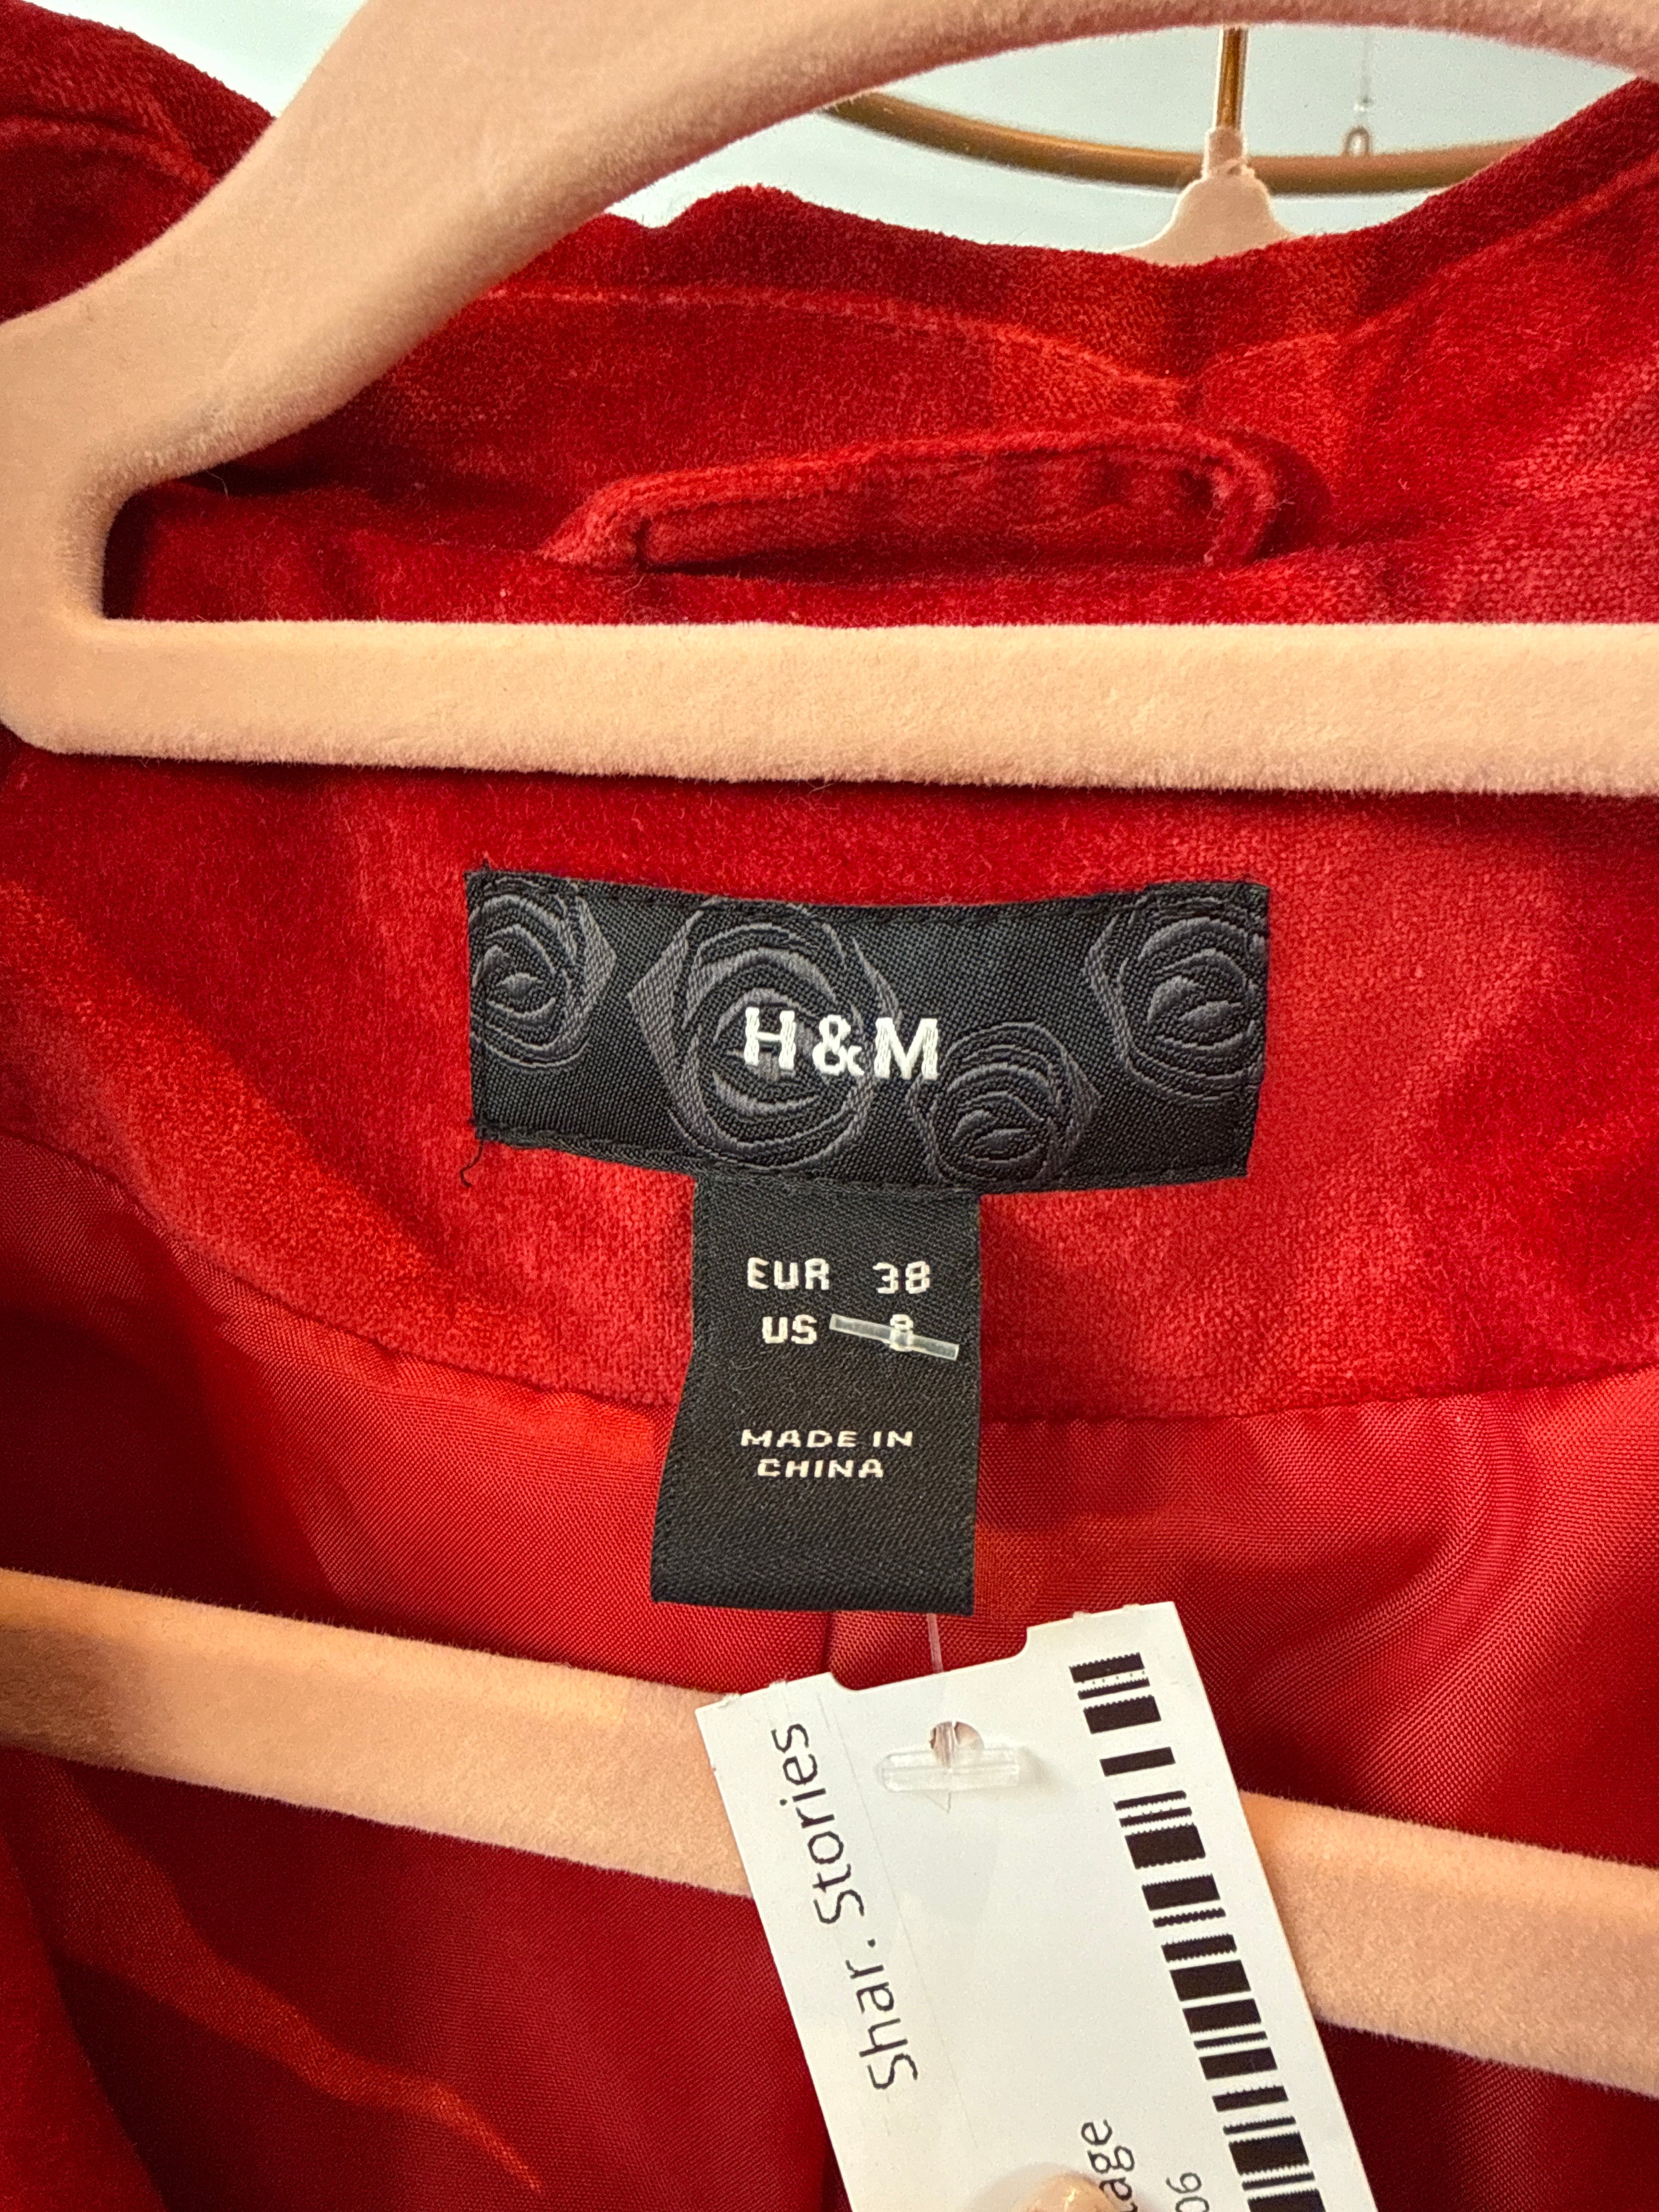 H&M
EUR 38
US 8
MADE IN
CHINA
Shar. Stories